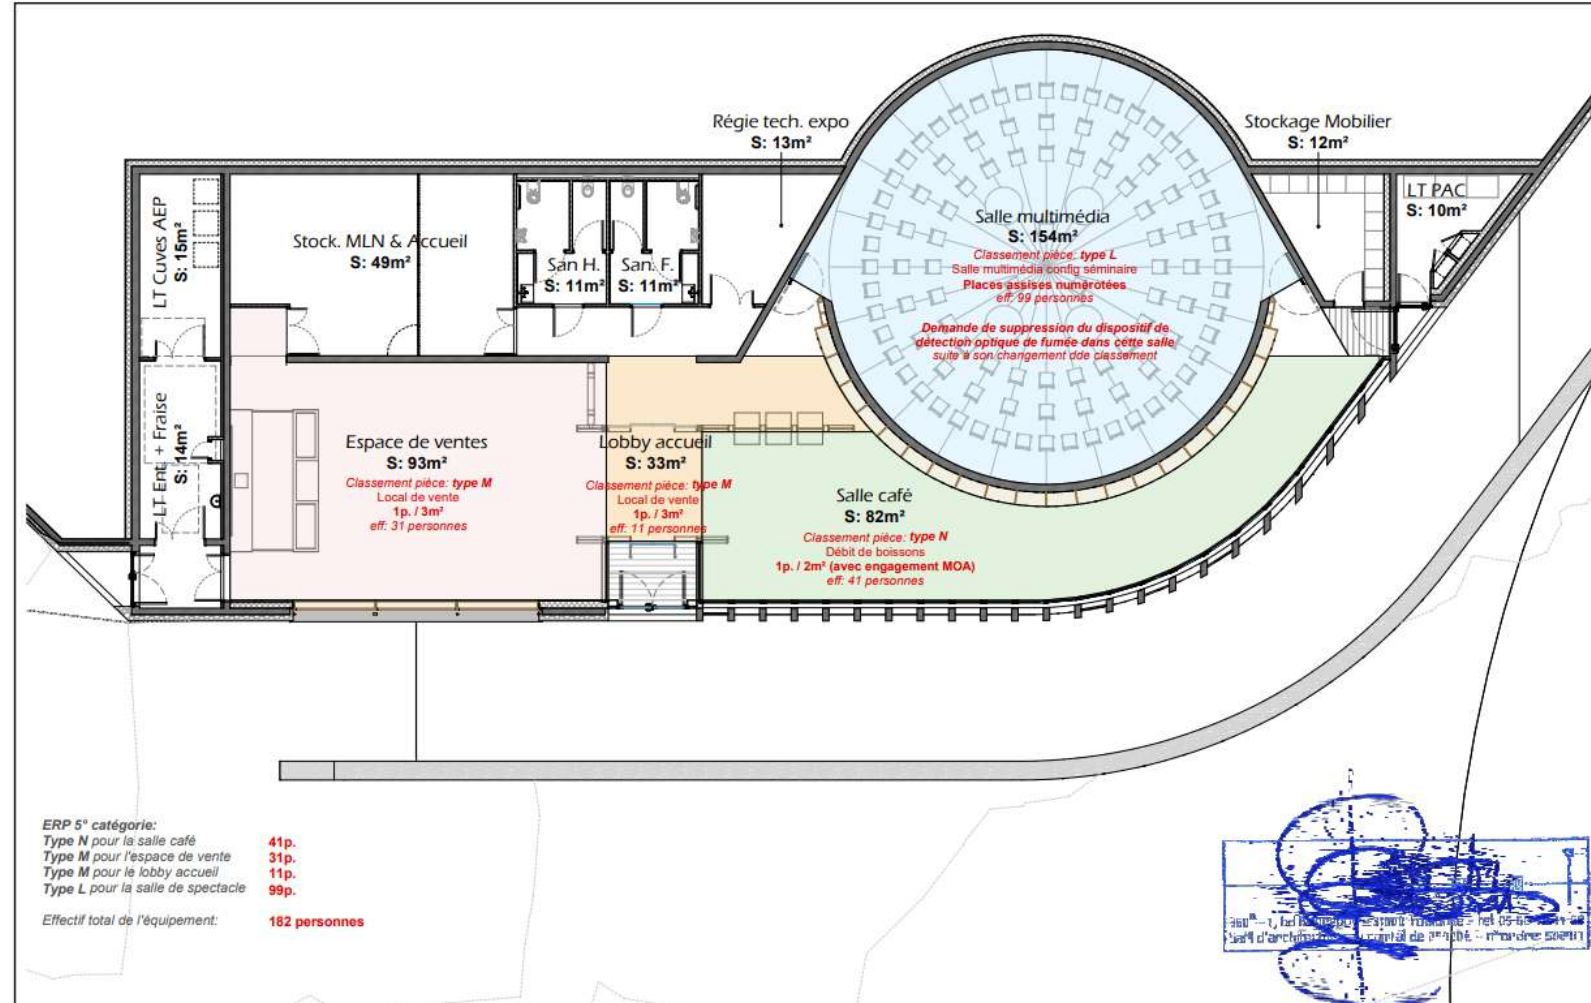 Régie tech. expo
S: 13m²
Stockage Mobilier
S: 12m²
LT PAC
S: 10m²
LT Cuves AEP
S: 15m²
Stock. MLN & Accueil
S: 49m²
San H.
S: 11m²
San. F.
S: 11m²
Salle multimédia
S: 154m²
Classement pièce: type L
Salle multimédia config séminaire
Places assises numérotées
eff: 99 personnes
Demande de suppression du dispositif de
détection optique de fumée dans cette salle
suite à son changement dde classement
LT Ent. + Fraise
S: 14m²
Espace de ventes
S: 93m²
Classement pièce: type M
Local de vente
1p. / 3m²
eff: 31 personnes
Lobby accueil
S: 33m²
Classement pièce: type M
Local de vente
1p. / 3m²
eff: 11 personnes
Salle café
S: 82m²
Classement pièce: type N
Débit de boissons
1p. / 2m² (avec engagement MOA)
eff: 41 personnes
ERP 5° catégorie:
Type N pour la salle café 41p.
Type M pour l'espace de vente 31p.
Type M pour le lobby accueil 11p.
Type L pour la salle de spectacle 99p.
Effectif total de l'équipement: 182 personnes